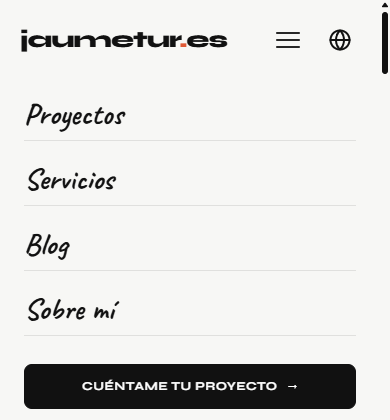 jaumetur.es
Proyectos
Servicios
Blog
Sobre mí
CUÉNTAME TU PROYECTO →